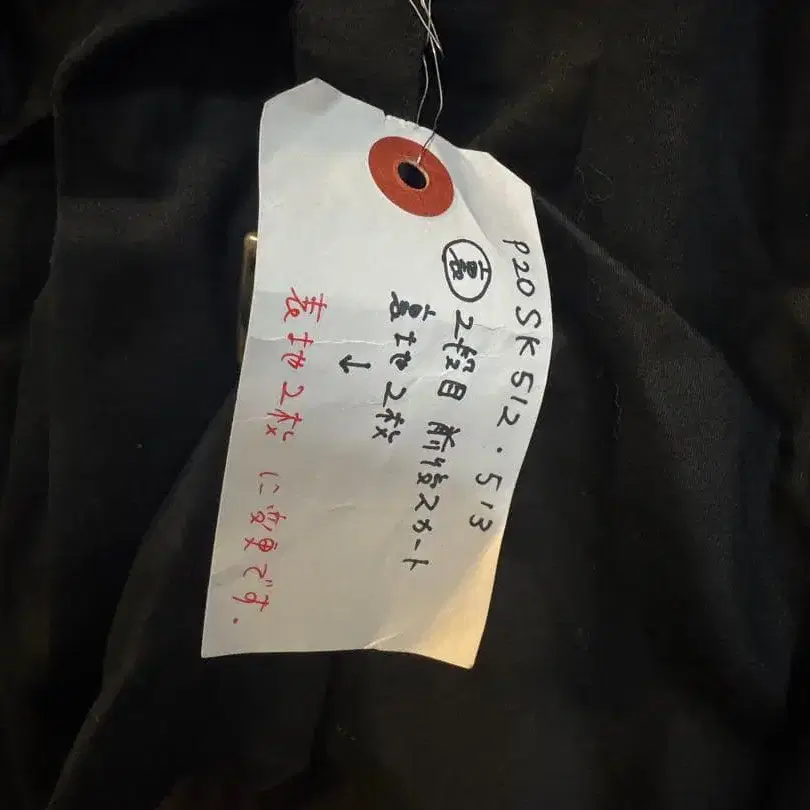 P20SK512・513
裏 2段目 前後スカート
裏地2枚
↓
表地2枚 に変更です.